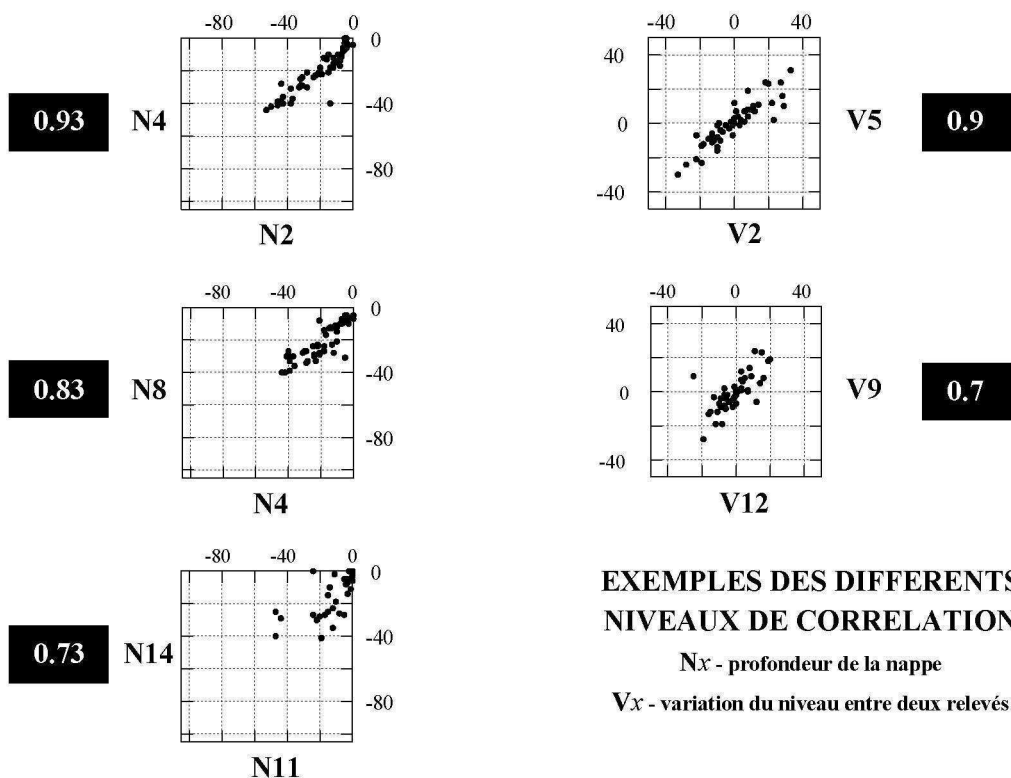 -80 -40 0
0
-40
-80
0.93 N4
N2
-40 0 40
40
0
-40
V5 0.9
V2
-80 -40 0
0
-40
-80
0.83 N8
N4
-40 0 40
40
0
-40
V9 0.7
V12
-80 -40 0
0
-40
-80
0.73 N14
N11
EXEMPLES DES DIFFERENTS
NIVEAUX DE CORRELATION
Nx - profondeur de la nappe
Vx - variation du niveau entre deux relevés